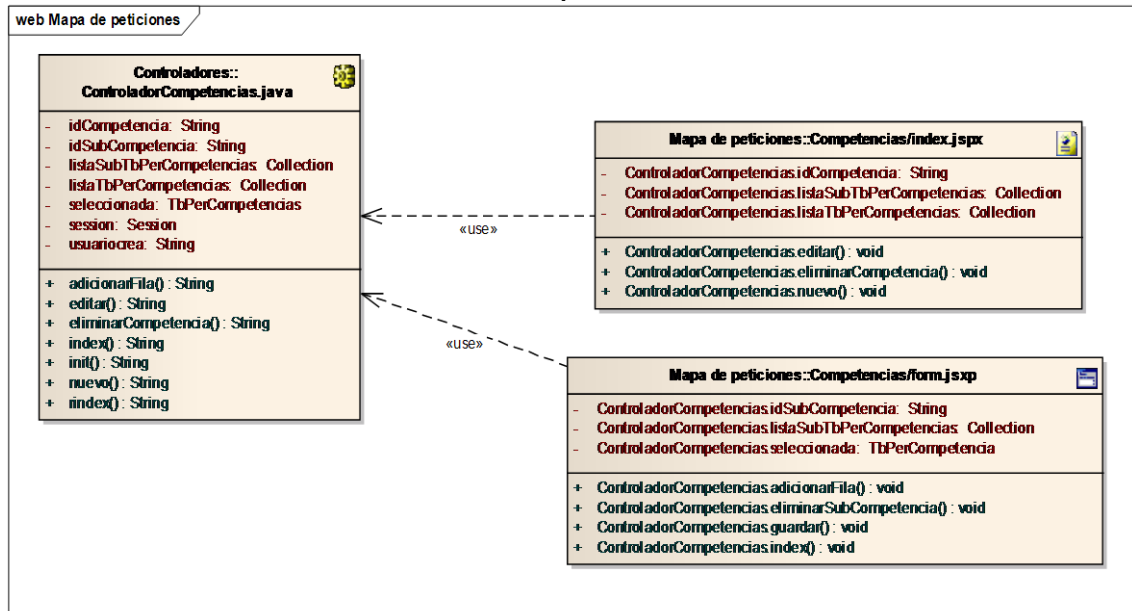 web Mapa de peticiones
Controladores::
ControladorCompetencias.java
- idCompetencia: String
- idSubCompetencia: String
- listaSubTbPerCompetencias: Collection
- listaTbPerCompetencias: Collection
- seleccionada: TbPerCompetencias
- session: Session
- usuariocrea: String
+ adicionarFila() : String
+ editar() : String
+ eliminarCompetencia() : String
+ index() : String
+ init() : String
+ nuevo() : String
+ rindex() : String
«use»
«use»
Mapa de peticiones::Competencias/index.jspx
- ControladorCompetencias.idCompetencia: String
- ControladorCompetencias.listaSubTbPerCompetencias: Collection
- ControladorCompetencias.listaTbPerCompetencias: Collection
+ ControladorCompetencias.editar() : void
+ ControladorCompetencias.eliminarCompetencia() : void
+ ControladorCompetencias.nuevo() : void
Mapa de peticiones::Competencias/form.jsxp
- ControladorCompetencias.idSubCompetencia: String
- ControladorCompetencias.listaSubTbPerCompetencias: Collection
- ControladorCompetencias.seleccionada: TbPerCompetencia
+ ControladorCompetencias.adicionarFila() : void
+ ControladorCompetencias.eliminarSubCompetencia() : void
+ ControladorCompetencias.guardar() : void
+ ControladorCompetencias.index() : void